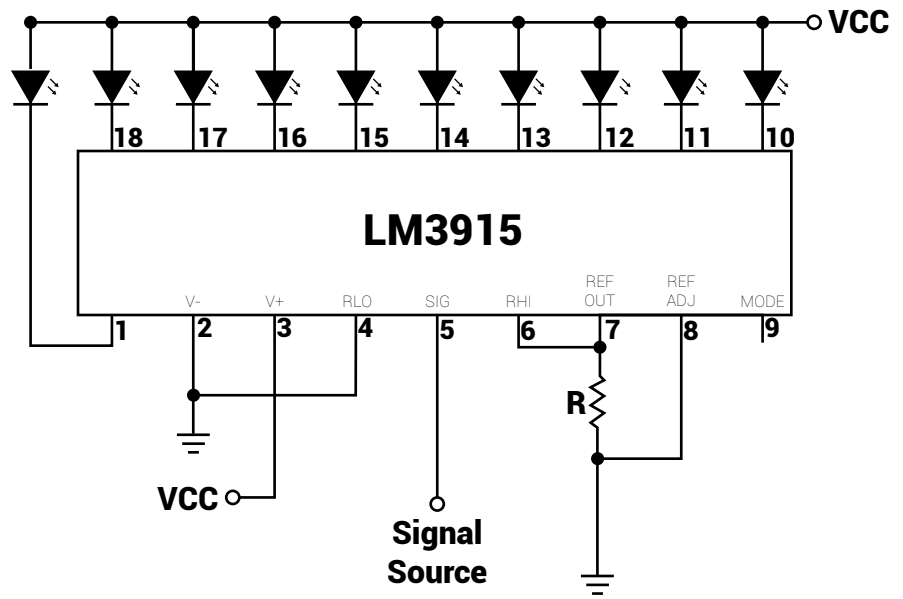 VCC
18 17 16 15 14 13 12 11 10
LM3915
V- V+ RLO SIG RHI REF OUT REF ADJ MODE
1 2 3 4 5 6 7 8 9
R
VCC
Signal
Source